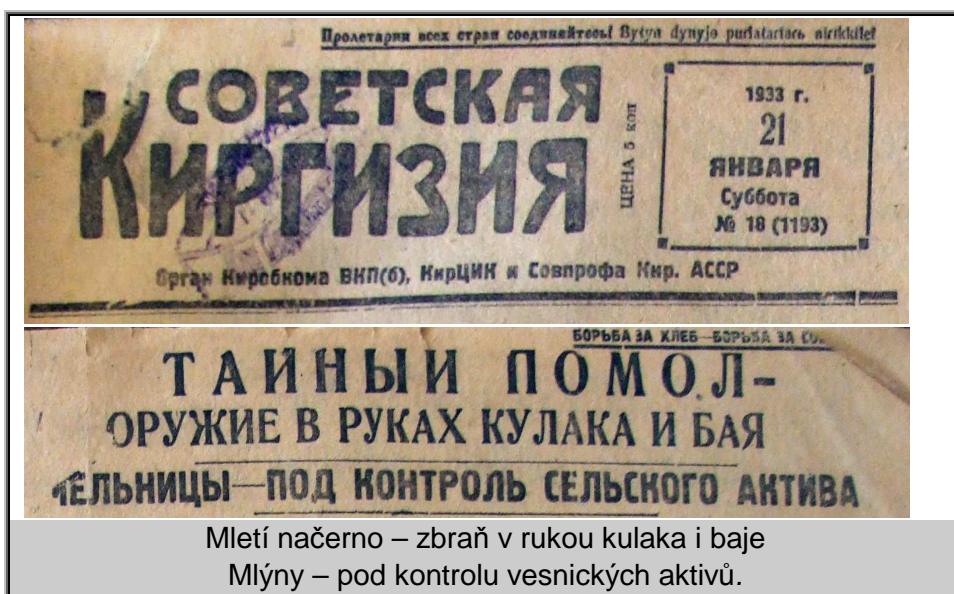 Пролетарии всех стран соединяйтесь! Bytyn dynyjө
СОВЕТСКАЯ
КИРГИЗИЯ
ЦЕНА 5 коп
1933 г.
21
ЯНВАРЯ
Суббота
№ 18 (1193)
Орган Киробкома ВКП(б), КирЦИК и Совпрофа Кир. АССР
БОРЬБА ЗА ХЛЕБ—БОРЬБА ЗА
ТАЙНЫЙ ПОМОЛ-
ОРУЖИЕ В РУКАХ КУЛАКА И БАЯ
ЕЛЬНИЦЫ—ПОД КОНТРОЛЬ СЕЛЬСКОГО АКТИВА
Mletí načerno – zbraň v rukou kulaka i baje
Mlýny – pod kontrolu vesnických aktivů.